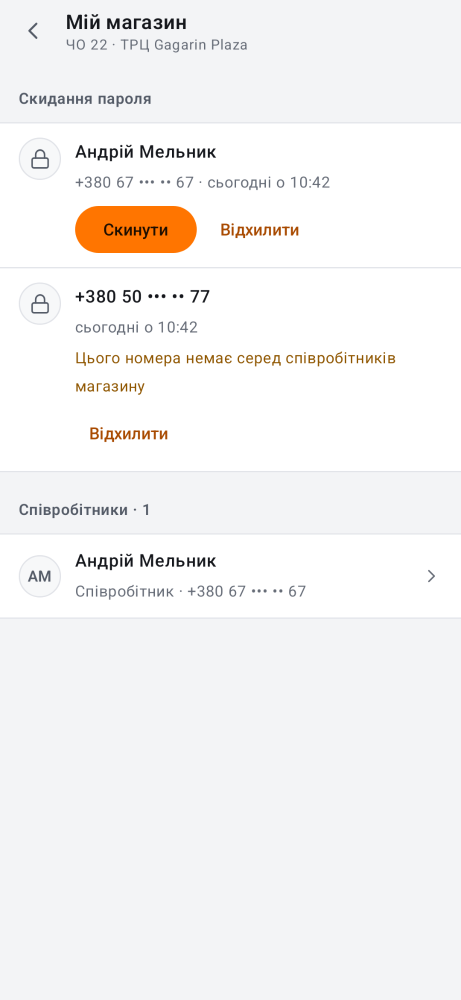 Мій магазин
ЧО 22 · ТРЦ Gagarin Plaza
Скидання пароля
Андрій Мельник
+380 67 ••• •• 67 · сьогодні о 10:42
Скинути
Відхилити
+380 50 ••• •• 77
сьогодні о 10:42
Цього номера немає серед співробітників
магазину
Відхилити
Співробітники · 1
АМ
Андрій Мельник
Співробітник · +380 67 ••• •• 67